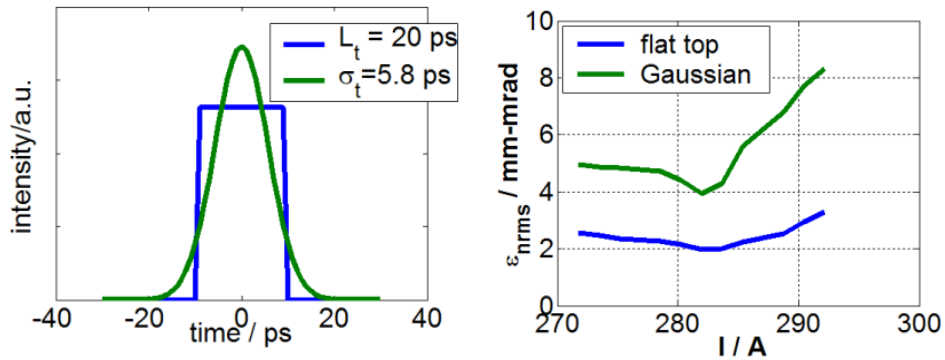 L_t = 20 ps
σ_t=5.8 ps
intensity/a.u.
-40 -20 0 20 40
time / ps
flat top
Gaussian
ε_nrms / mm-mrad
10
8
6
4
2
0
270 280 290 300
I / A